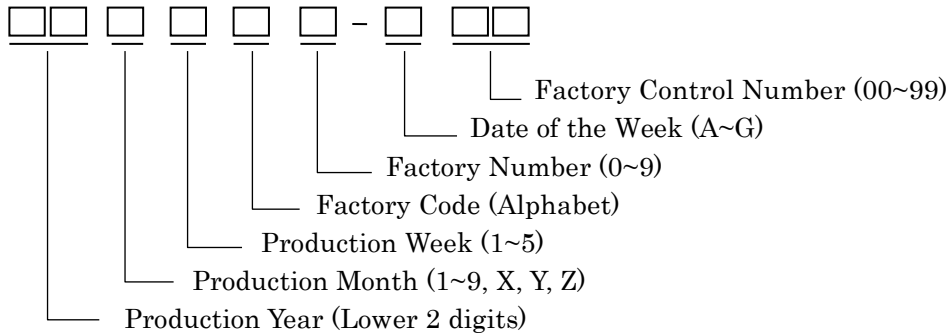 □□ □ □ □ □ – □ □□
Factory Control Number (00~99)
Date of the Week (A~G)
Factory Number (0~9)
Factory Code (Alphabet)
Production Week (1~5)
Production Month (1~9, X, Y, Z)
Production Year (Lower 2 digits)